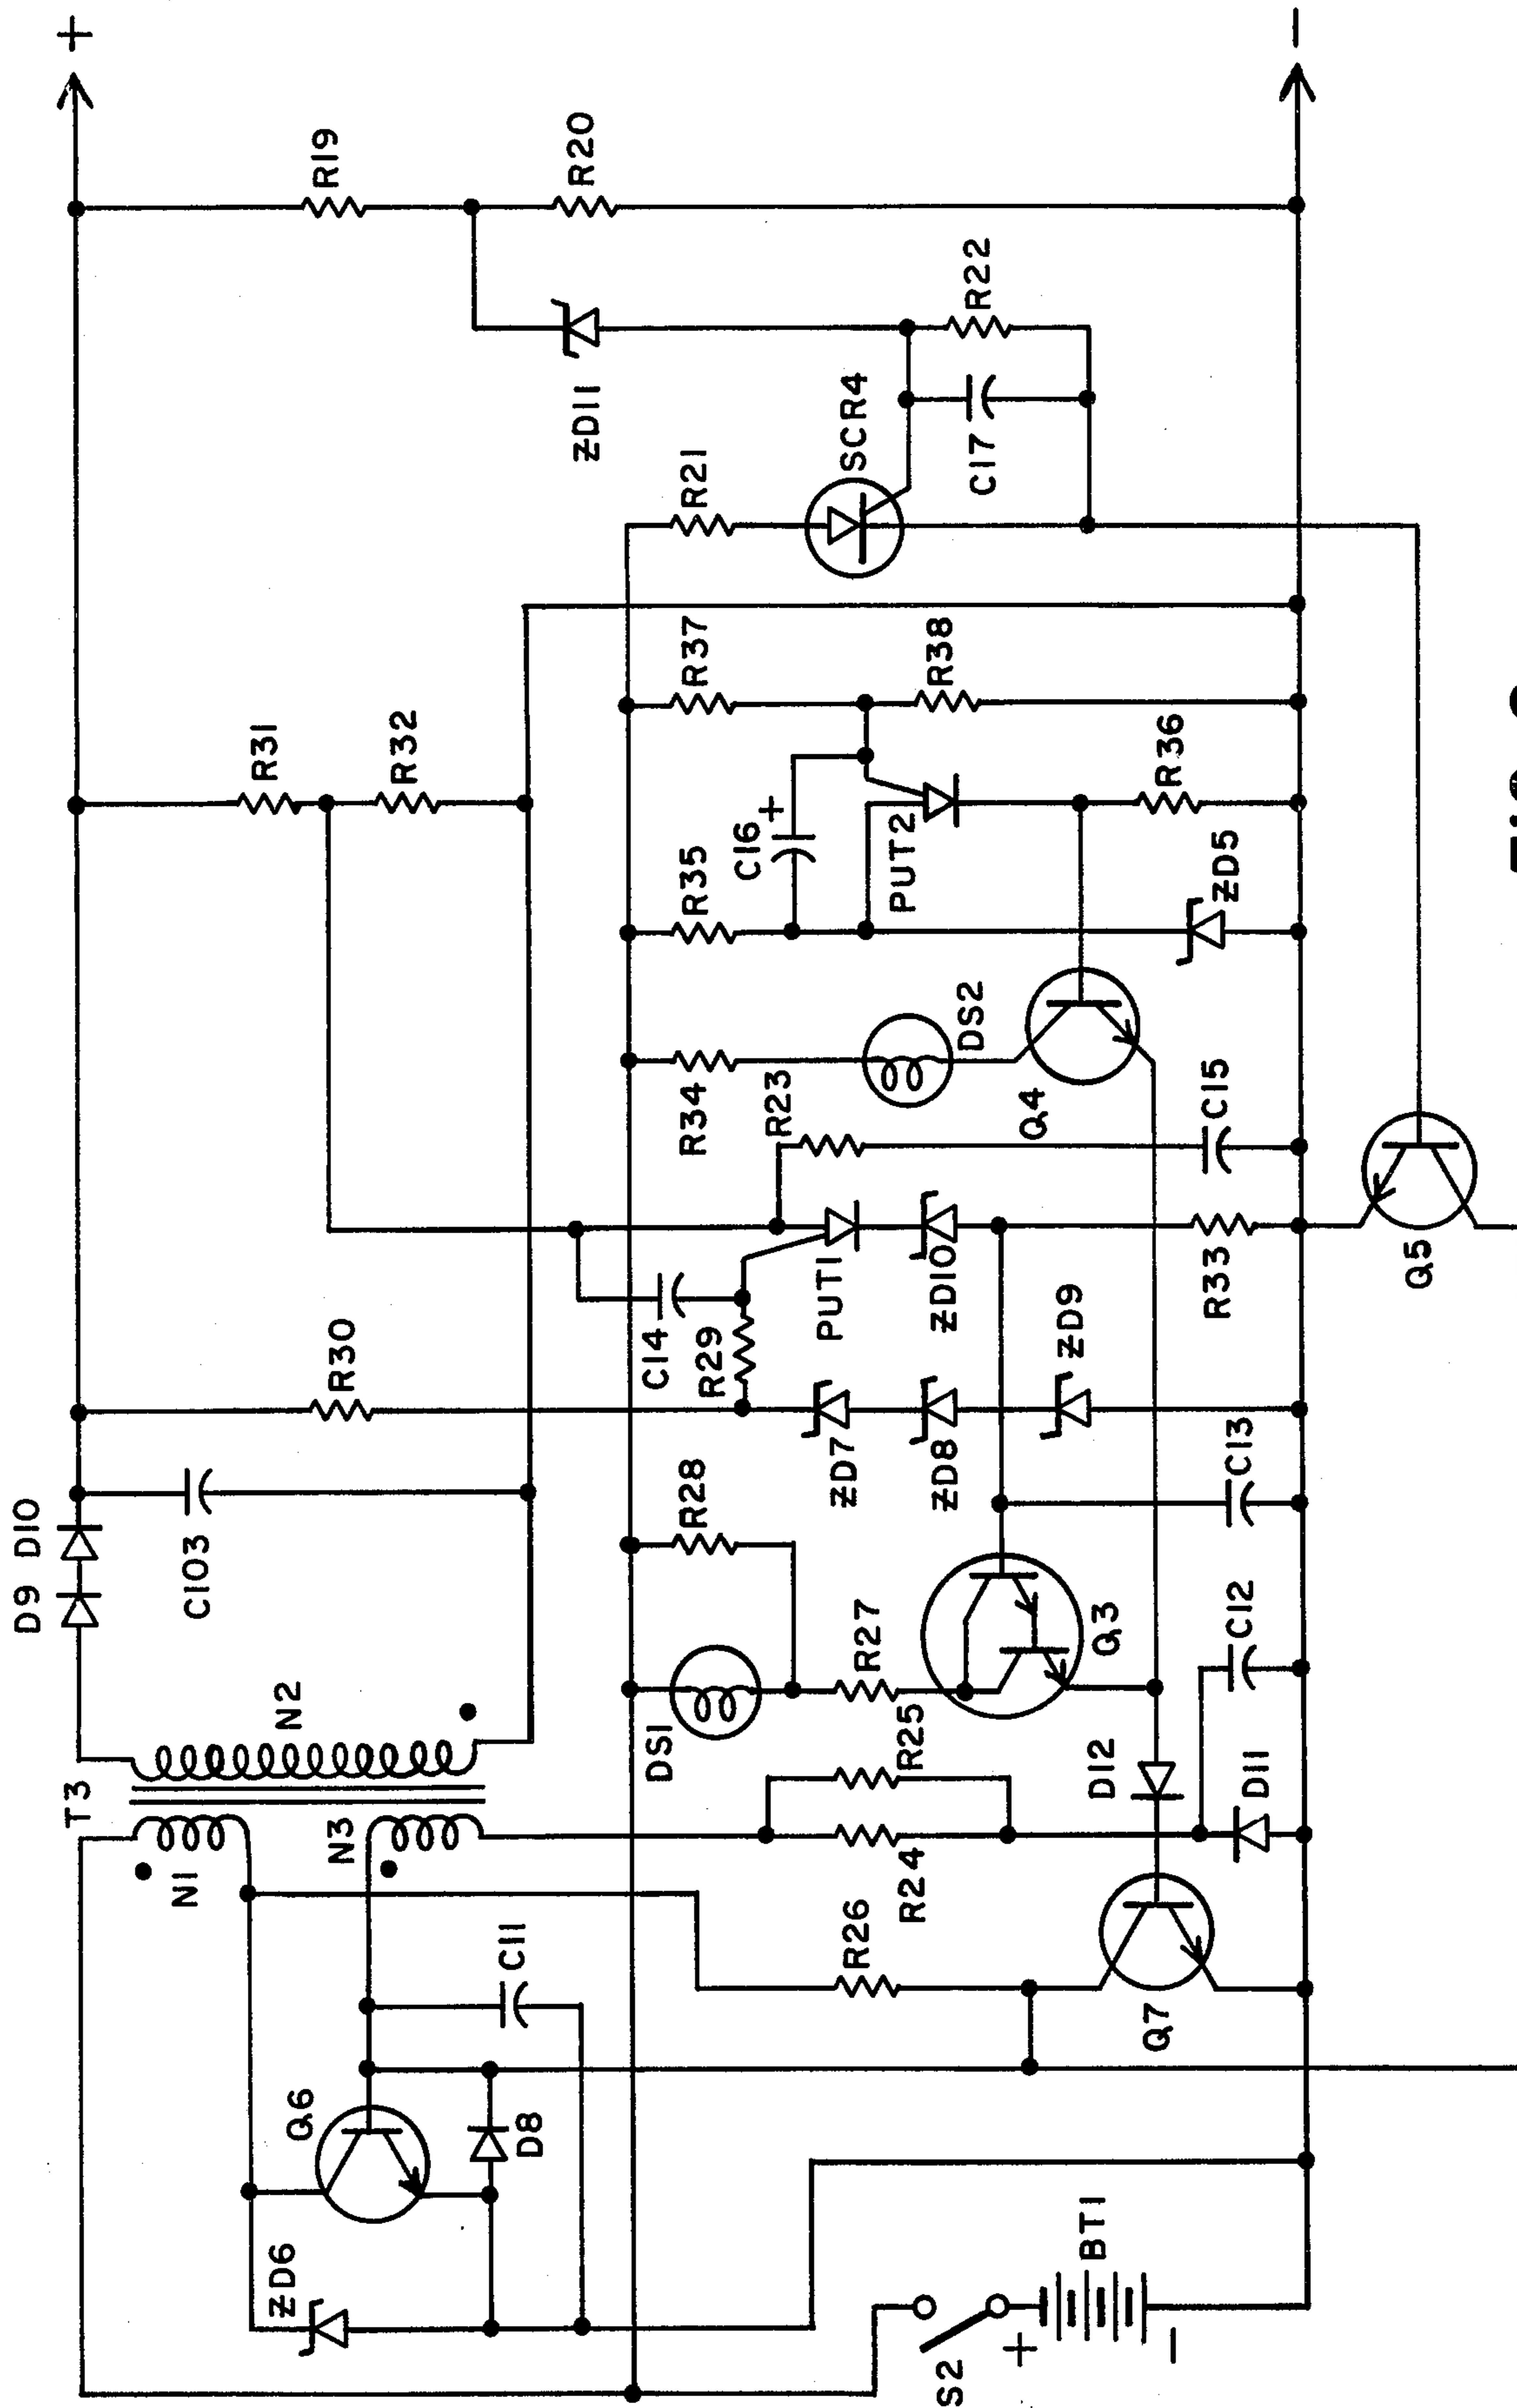 D9 D10
T3
+
N1
C103
ZD6
Q6
N2
R31
N3
R30
R19
R32
C11
D8
ZD11
R20
DS1
C14
R28
R34
R35
R37
R21
R29
C16
+
R23
R26
R27
ZD7
PUT1
SCR4
R24
R25
PUT2
S2
ZD8
ZD10
DS2
R38
C17
R22
+
Q4
BT1
D12
Q3
ZD9
−
Q7
R36
D11
C12
C13
R33
C15
ZD5
−
Q5